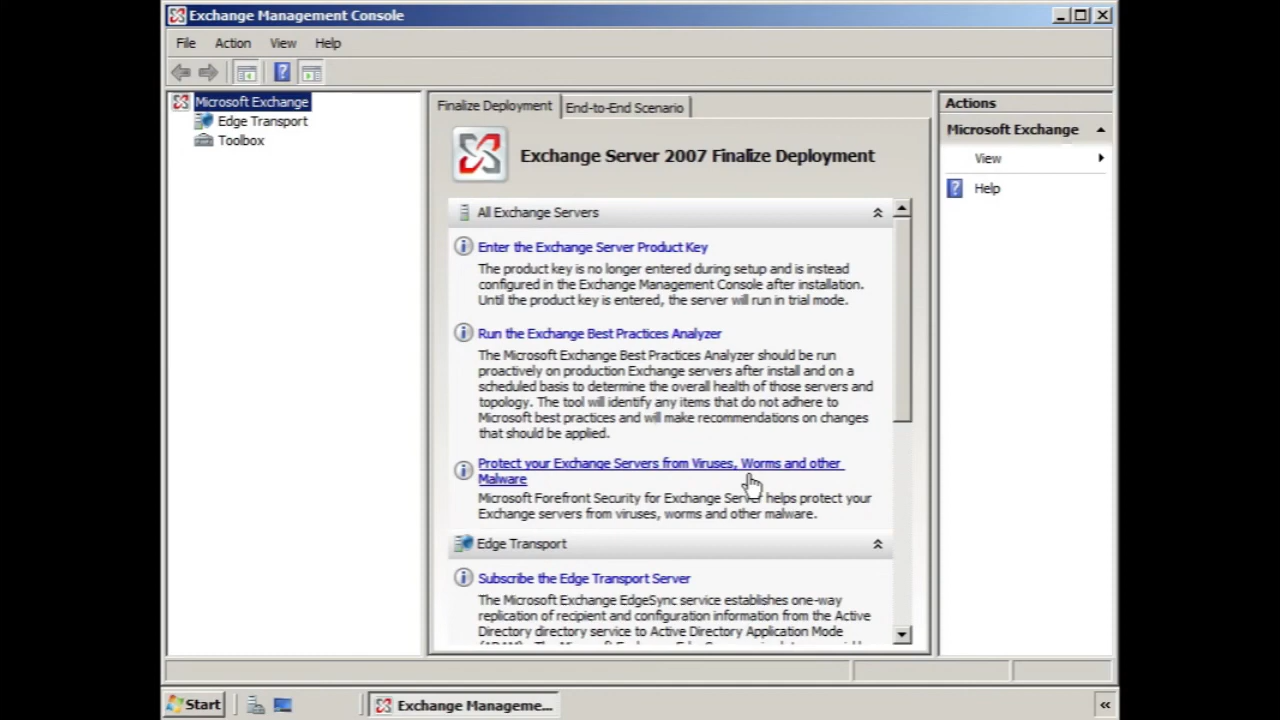 Exchange Management Console
File Action View Help
Microsoft Exchange
Edge Transport
Toolbox
Finalize Deployment
End-to-End Scenario
Exchange Server 2007 Finalize Deployment
All Exchange Servers
Enter the Exchange Server Product Key
The product key is no longer entered during setup and is instead
configured in the Exchange Management Console after installation.
Until the product key is entered, the server will run in trial mode.
Run the Exchange Best Practices Analyzer
The Microsoft Exchange Best Practices Analyzer should be run
proactively on production Exchange servers after install and on a
scheduled basis to determine the overall health of those servers and
topology. The tool will identify any items that do not adhere to
Microsoft best practices and will make recommendations on changes
that should be applied.
Protect your Exchange Servers from Viruses, Worms and other
Malware
Microsoft Forefront Security for Exchange Server helps protect your
Exchange servers from viruses, worms and other malware.
Edge Transport
Subscribe the Edge Transport Server
The Microsoft Exchange EdgeSync service establishes one-way
replication of recipient and configuration information from the Active
Directory directory service to Active Directory Application Mode
Actions
Microsoft Exchange
View
Help
Start
Exchange Manageme...